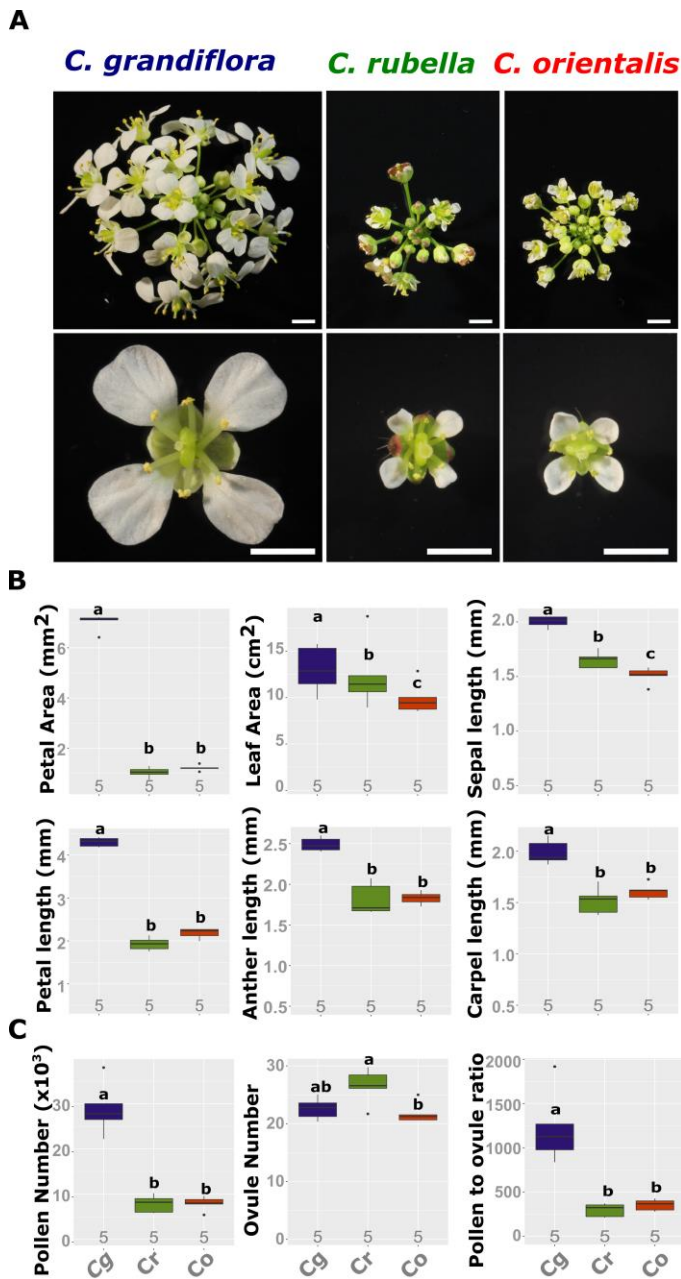 A
C. grandiflora C. rubella C. orientalis
B
Petal Area (mm2)
6
4
2
a
b
b
5 5 5
Leaf Area (cm2)
15
10
5
0
a
b
c
5 5 5
Sepal length (mm)
2.0
1.5
1.0
0.5
a
b
c
5 5 5
Petal length (mm)
4
3
2
1
a
b
b
5 5 5
Anther length (mm)
2.5
2.0
1.5
1.0
0.5
a
b
b
5 5 5
Carpel length (mm)
2.0
1.5
1.0
0.5
a
b
b
5 5 5
C
Pollen Number (x103)
30
20
10
0
a
b
b
5 5 5
Cg Cr Co
Ovule Number
30
20
10
0
ab
a
b
5 5 5
Cg Cr Co
Pollen to ovule ratio
2000
1500
1000
500
0
a
b
b
5 5 5
Cg Cr Co